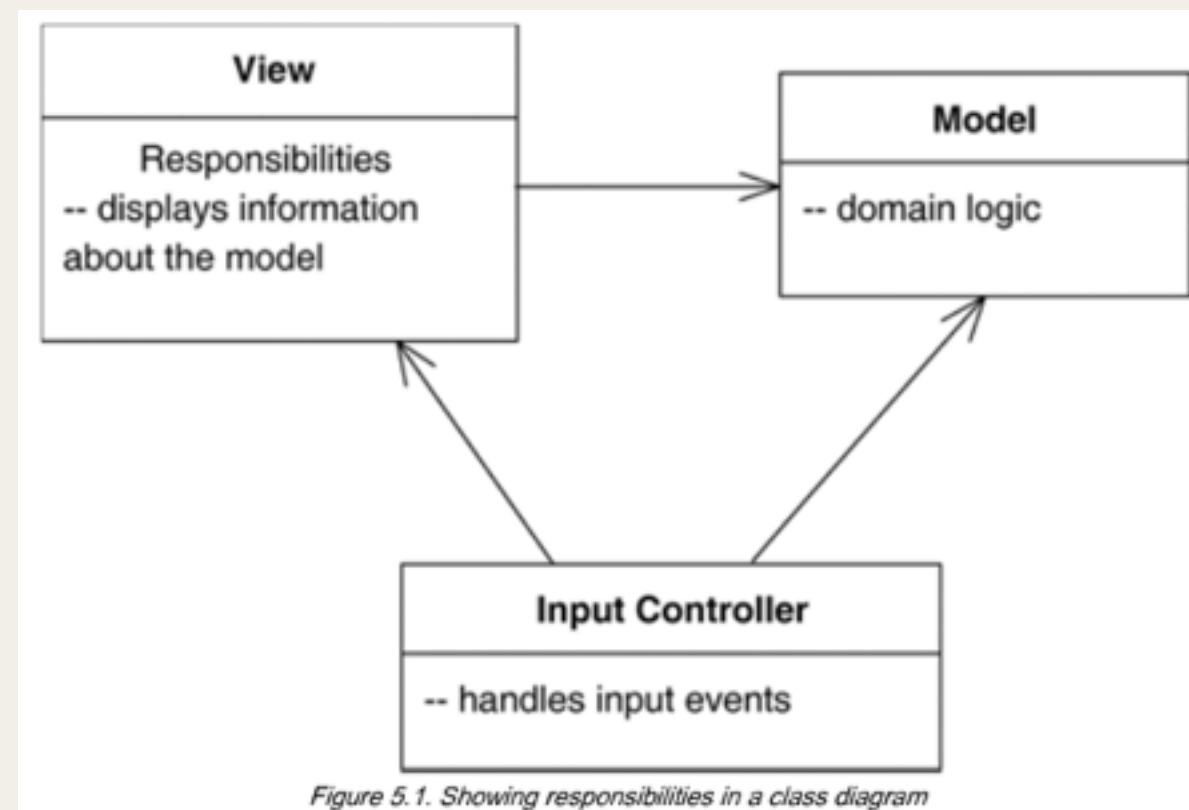 View
Responsibilities
-- displays information
about the model
Model
-- domain logic
Input Controller
-- handles input events
Figure 5.1. Showing responsibilities in a class diagram